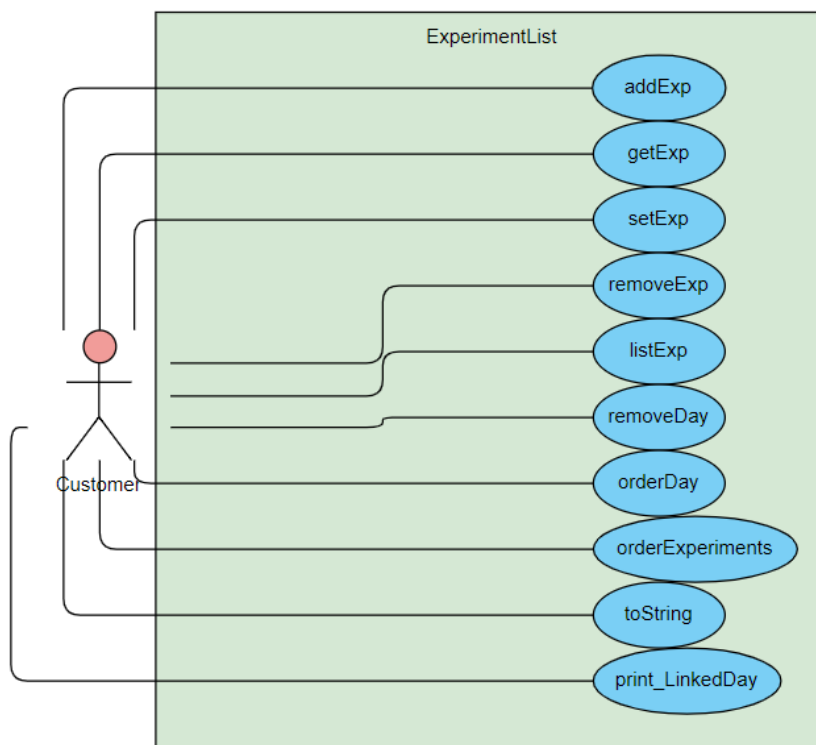 ExperimentList
addExp
getExp
setExp
removeExp
listExp
removeDay
Customer
orderDay
orderExperiments
toString
print_LinkedDay